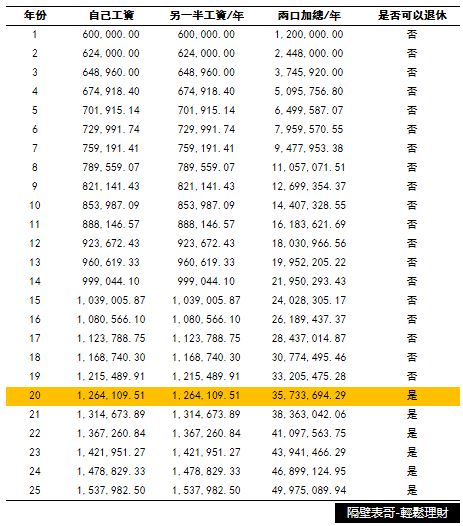 年份 自己工資 另一半工資/年 兩口加總/年 是否可以退休
1 600,000.00 600,000.00 1,200,000.00 否
2 624,000.00 624,000.00 2,448,000.00 否
3 648,960.00 648,960.00 3,745,920.00 否
4 674,918.40 674,918.40 5,095,756.80 否
5 701,915.14 701,915.14 6,499,587.07 否
6 729,991.74 729,991.74 7,959,570.55 否
7 759,191.41 759,191.41 9,477,953.38 否
8 789,559.07 789,559.07 11,057,071.51 否
9 821,141.43 821,141.43 12,699,354.37 否
10 853,987.09 853,987.09 14,407,328.55 否
11 888,146.57 888,146.57 16,183,621.69 否
12 923,672.43 923,672.43 18,030,966.56 否
13 960,619.33 960,619.33 19,952,205.22 否
14 999,044.10 999,044.10 21,950,293.43 否
15 1,039,005.87 1,039,005.87 24,028,305.17 否
16 1,080,566.10 1,080,566.10 26,189,437.37 否
17 1,123,788.75 1,123,788.75 28,437,014.87 否
18 1,168,740.30 1,168,740.30 30,774,495.46 否
19 1,215,489.91 1,215,489.91 33,205,475.28 否
20 1,264,109.51 1,264,109.51 35,733,694.29 是
21 1,314,673.89 1,314,673.89 38,363,042.06 是
22 1,367,260.84 1,367,260.84 41,097,563.75 是
23 1,421,951.27 1,421,951.27 43,941,466.29 是
24 1,478,829.33 1,478,829.33 46,899,124.95 是
25 1,537,982.50 1,537,982.50 49,975,089.94 是
隔壁表哥-輕鬆理財